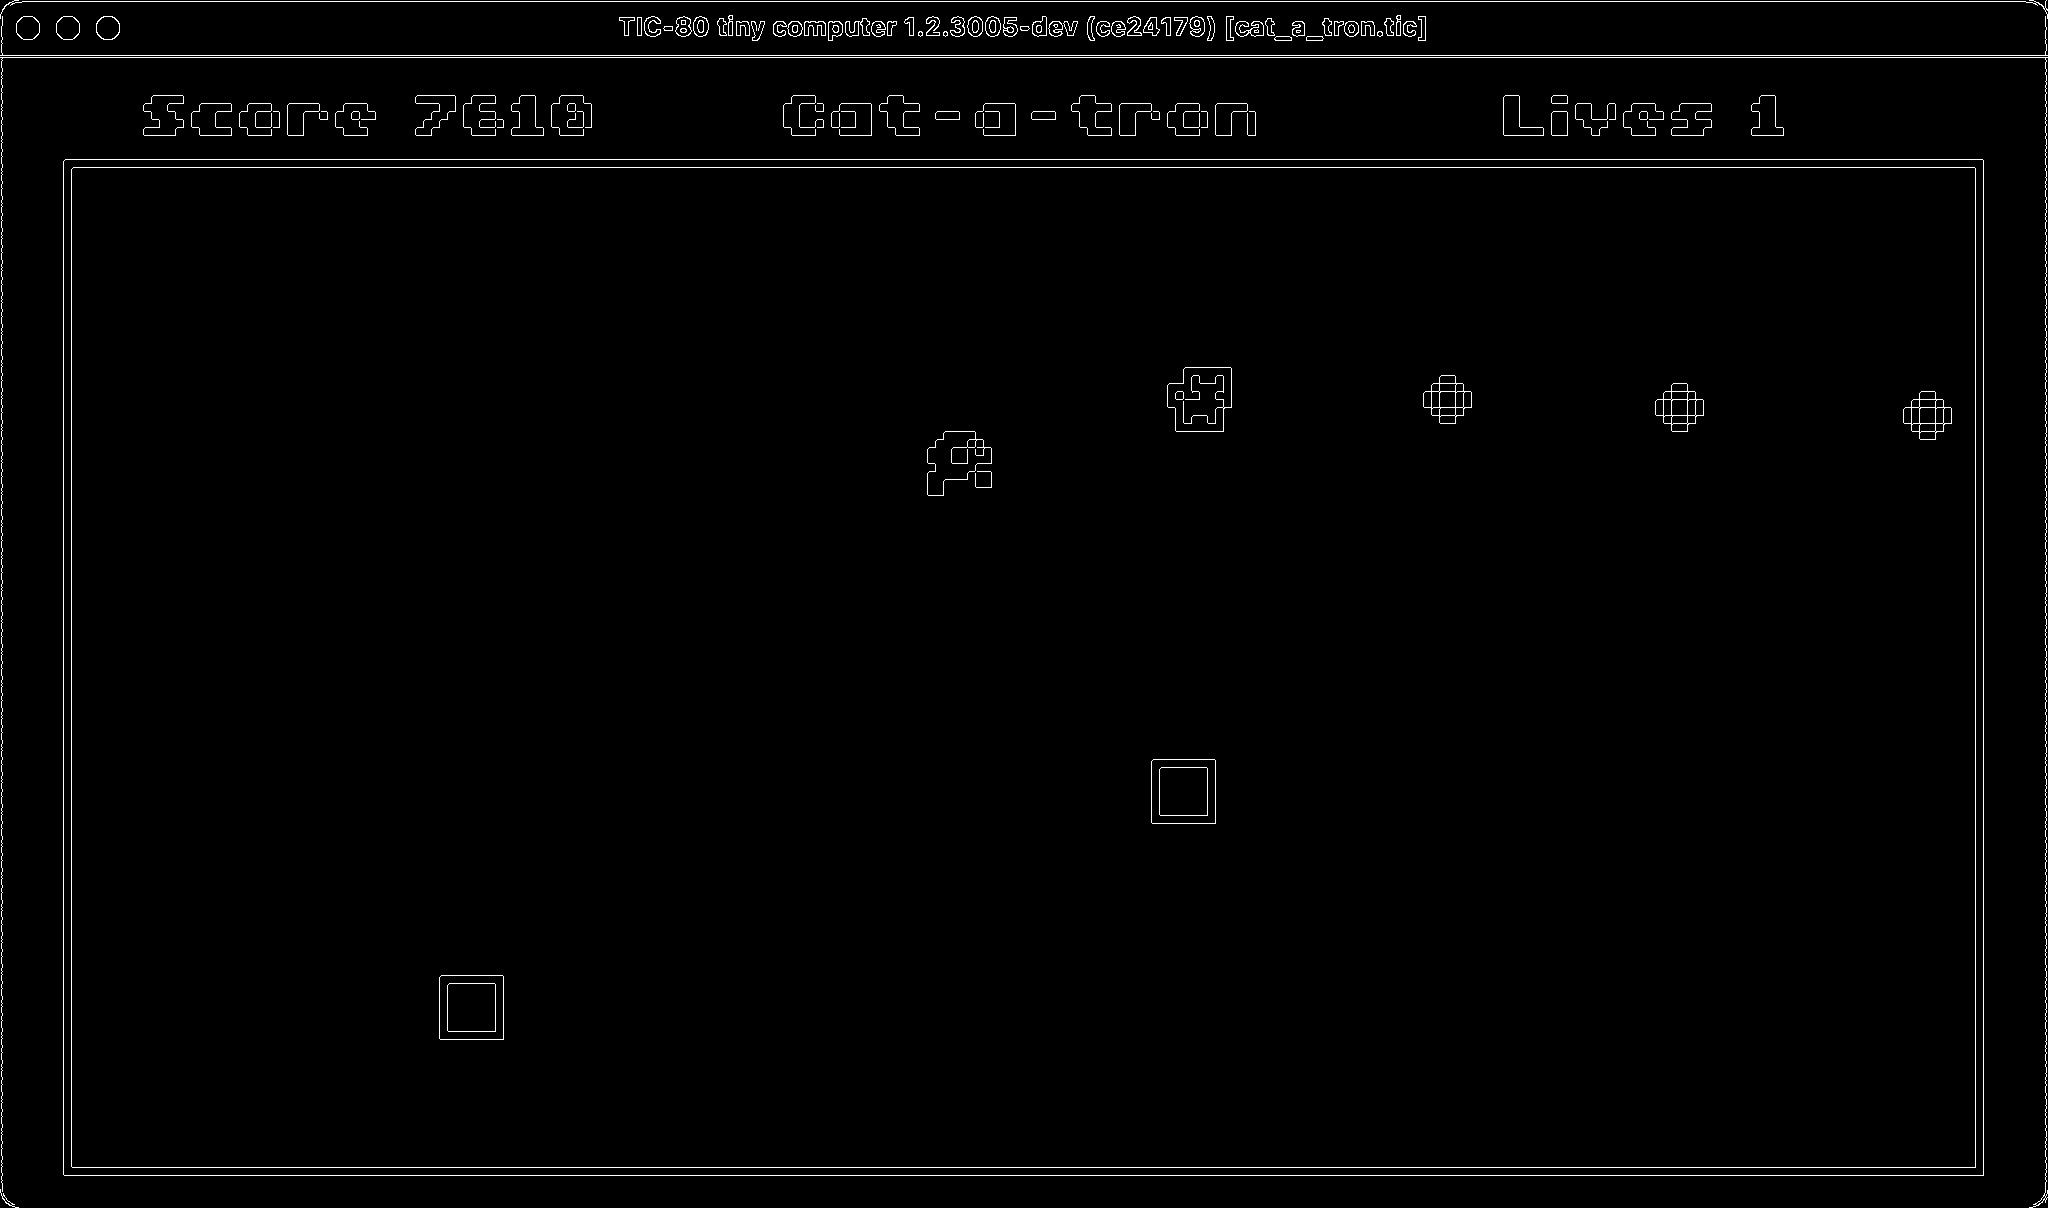 TIC-80 tiny computer 1.2.3005-dev (ce24179) [cat_a_tron.tic]
Score 7610 Cat-a-tron Lives 1